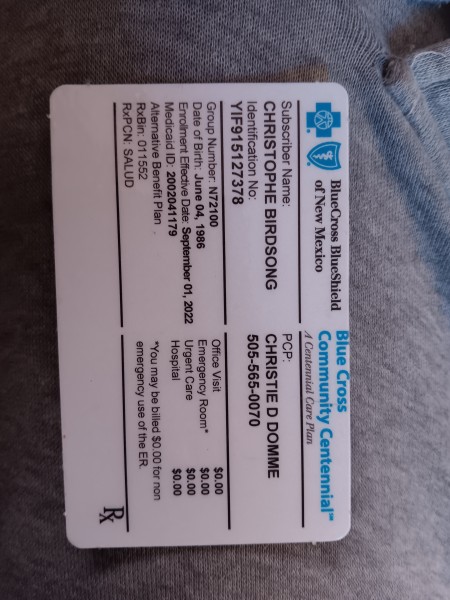 BlueCross BlueShield
of New Mexico
Blue Cross
Community Centennial℠
A Centennial Care Plan
Subscriber Name:
CHRISTOPHE BIRDSONG
Identification No:
YIF915127378
PCP:
CHRISTIE D DOMME
505-565-0070
Group Number: N72100
Date of Birth: June 04, 1986
Enrollment Effective Date: September 01, 2022
Medicaid ID: 2002041179
Alternative Benefit Plan
RxBin: 011552
RxPCN: SALUD
Office Visit $0.00
Emergency Room* $0.00
Urgent Care $0.00
Hospital $0.00
*You may be billed $0.00 for non
emergency use of the ER.
Rx